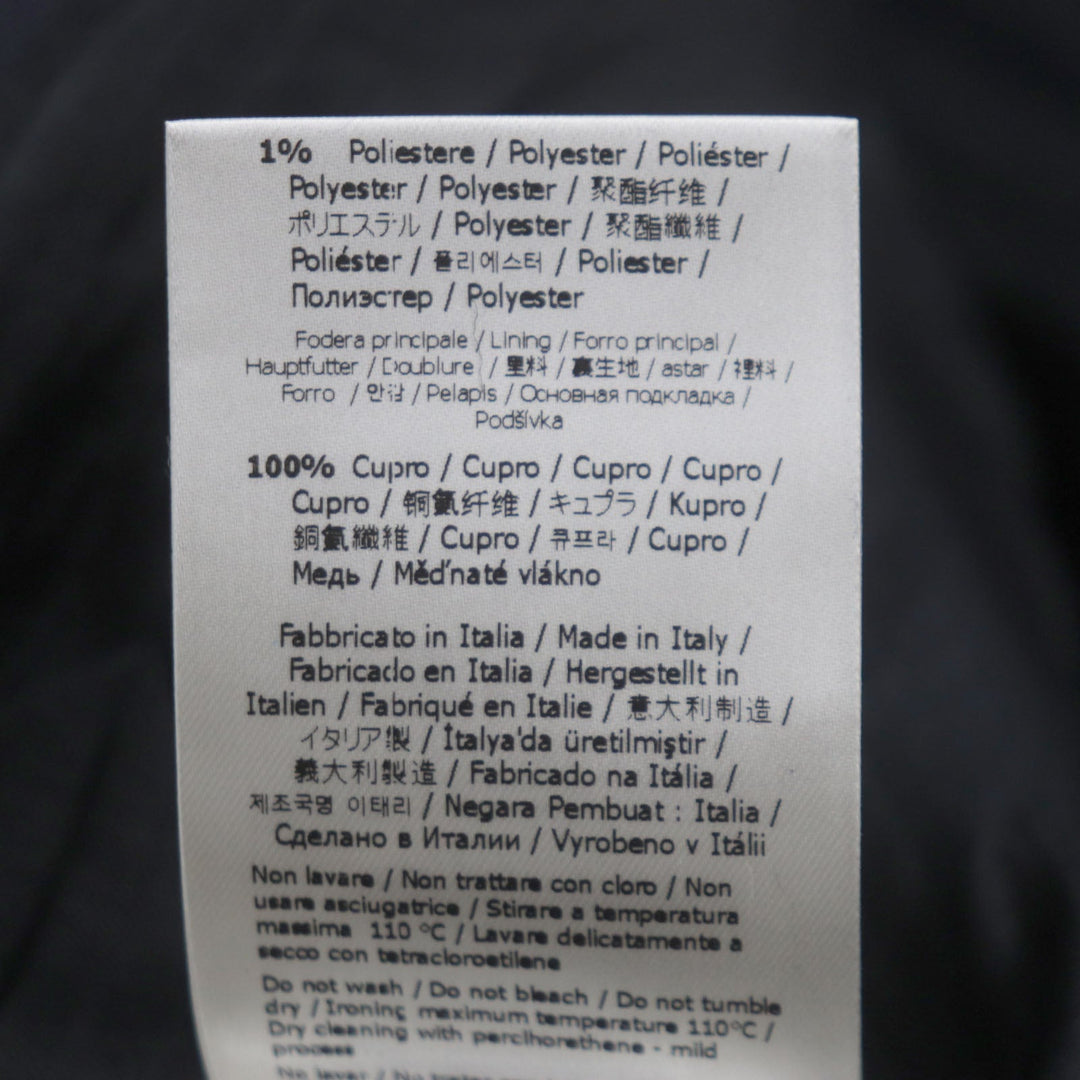 1% Poliestere / Polyester / Poliéster /
Polyester / Polyester / 聚酯纤维 /
ポリエステル / Polyester / 聚酯纖維 /
Poliéster / 폴리에스터 / Poliester /
Полиэстер / Polyester
Fodera principale / Lining / Forro principal /
Hauptfutter / Doublure / 里料 / 裏生地 / astar / 裡料 /
Forro / 안감 / Pelapis / Основная подкладка /
Podšívka
100% Cupro / Cupro / Cupro / Cupro /
Cupro / 铜氨纤维 / キュプラ / Kupro /
銅氨纖維 / Cupro / 큐프라 / Cupro /
Медь / Měďnaté vlákno
Fabbricato in Italia / Made in Italy /
Fabricado en Italia / Hergestellt in
Italien / Fabriqué en Italie / 意大利制造 /
イタリア製 / İtalya'da üretilmiştir /
義大利製造 / Fabricado na Itália /
제조국명 이태리 / Negara Pembuat : Italia /
Сделано в Италии / Vyrobeno v Itálii
Non lavare / Non trattare con cloro / Non
usare asciugatrice / Stirare a temperatura
massima 110 °C / Lavare delicatamente a
secco con tetracloroetilene
Do not wash / Do not bleach / Do not tumble
dry / Ironing maximum temperature 110°C /
Dry cleaning with perclhorethene - mild
process